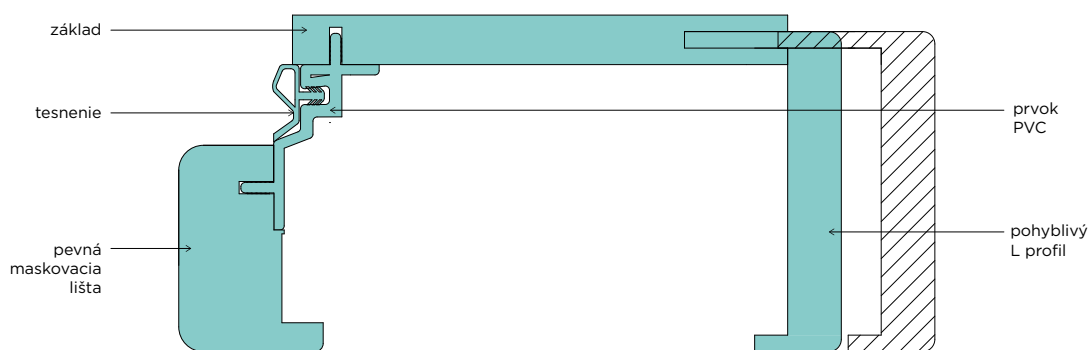 základ
tesnenie
pevná
maskovacia
lišta
prvok
PVC
pohyblivý
L profil